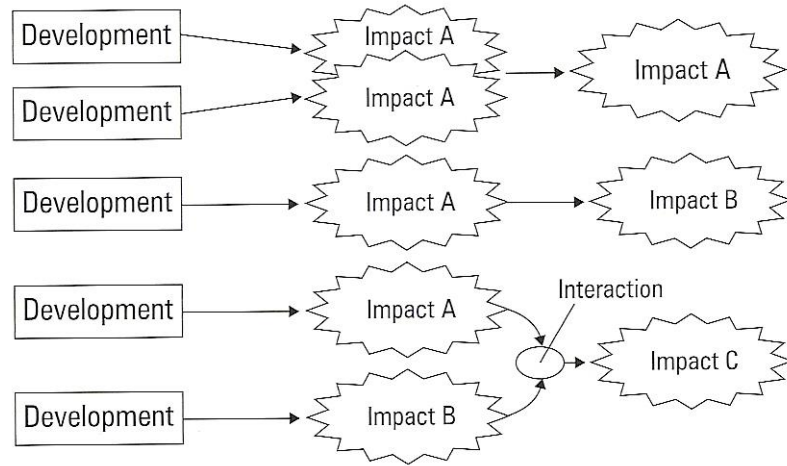 Development
Impact A
Impact A
Development
Impact A
Development
Impact A
Impact B
Development
Impact A
Interaction
Impact C
Development
Impact B